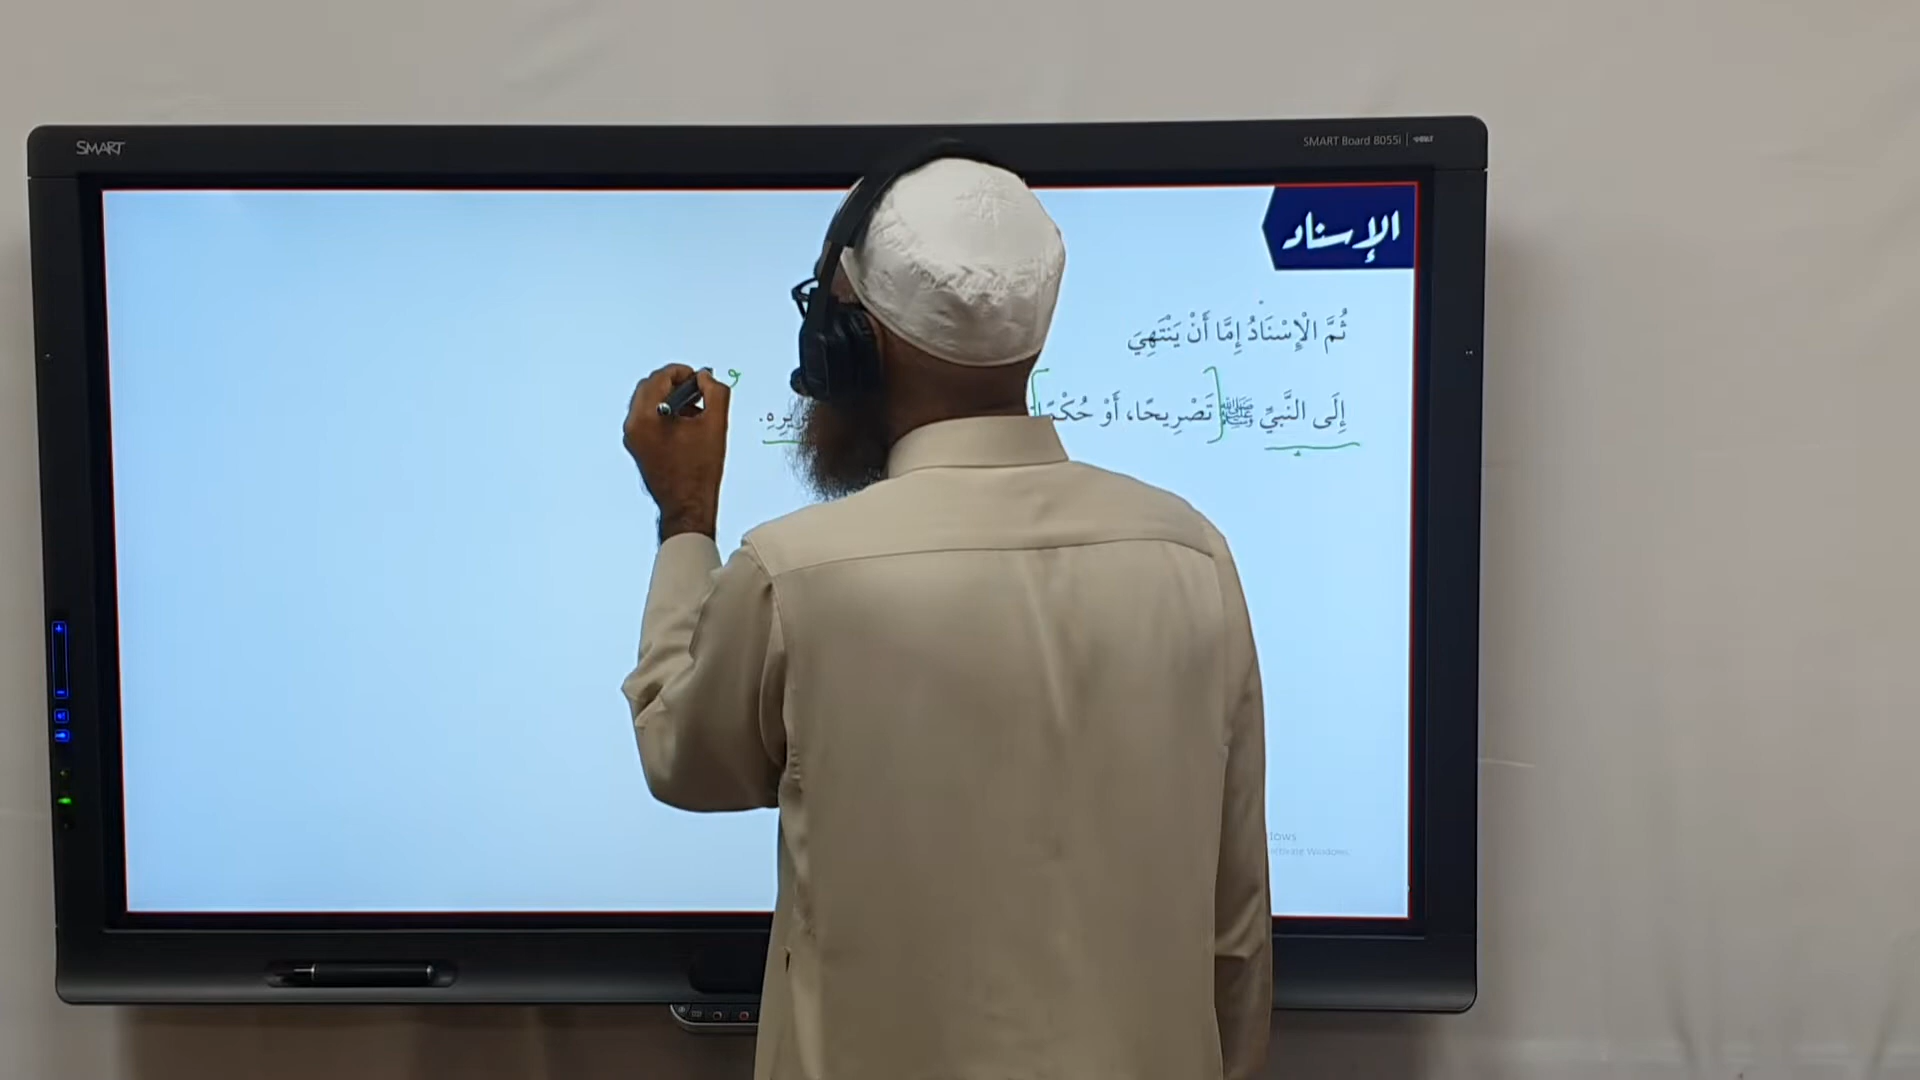 SMART
SMART Board 8055i
الإسناد
ثُمَّ الْإِسْنَادُ إِمَّا أَنْ يَنْتَهِيَ
إِلَى النَّبِيِّ ﷺ تَصْرِيحًا، أَوْ حُكْمًا